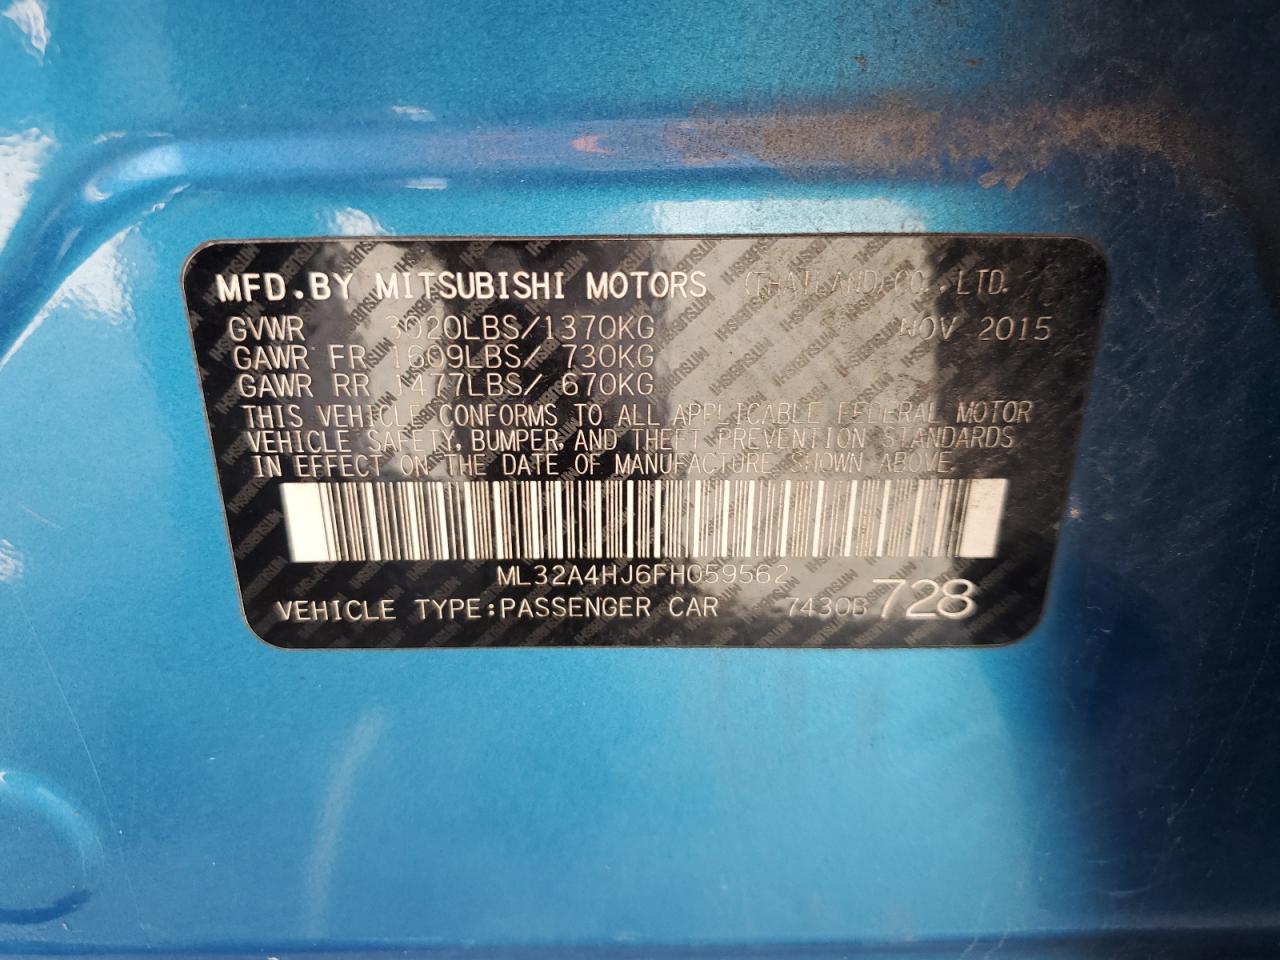 MFD.BY MITSUBISHI MOTORS (THAILAND) CO.,LTD.
GVWR 3020LBS/1370KG NOV 2015
GAWR FR 1609LBS/ 730KG
GAWR RR 1477LBS/ 670KG
THIS VEHICLE CONFORMS TO ALL APPLICABLE FEDERAL MOTOR
VEHICLE SAFETY, BUMPER, AND THEFT PREVENTION STANDARDS
IN EFFECT ON THE DATE OF MANUFACTURE SHOWN ABOVE.
ML32A4HJ6FH059562
VEHICLE TYPE:PASSENGER CAR 7430B 728